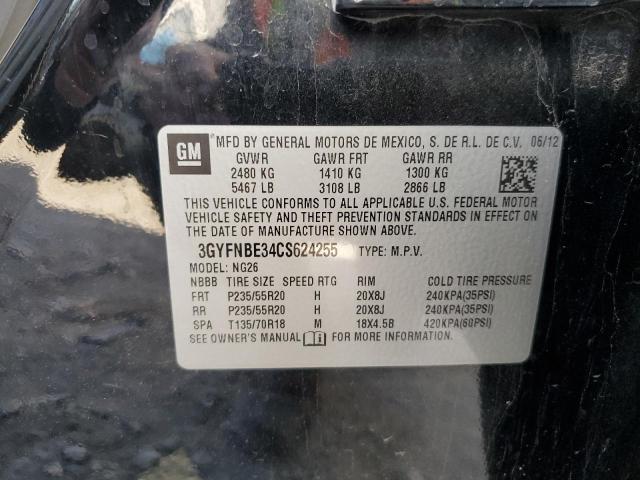 GM MFD BY GENERAL MOTORS DE MEXICO, S. DE R.L. DE C.V. 06/12
GVWR GAWR FRT GAWR RR
2480 KG 1410 KG 1300 KG
5467 LB 3108 LB 2866 LB
THIS VEHICLE CONFORMS TO ALL APPLICABLE U.S. FEDERAL MOTOR
VEHICLE SAFETY AND THEFT PREVENTION STANDARDS IN EFFECT ON
THE DATE OF MANUFACTURE SHOWN ABOVE.
3GYFNBE34CS624255 TYPE: M.P.V.
MODEL: NG26
NBBB TIRE SIZE SPEED RTG RIM COLD TIRE PRESSURE
FRT P235/55R20 H 20X8J 240KPA(35PSI)
RR P235/55R20 H 20X8J 240KPA(35PSI)
SPA T135/70R18 M 18X4.5B 420KPA(60PSI)
SEE OWNER'S MANUAL FOR MORE INFORMATION.